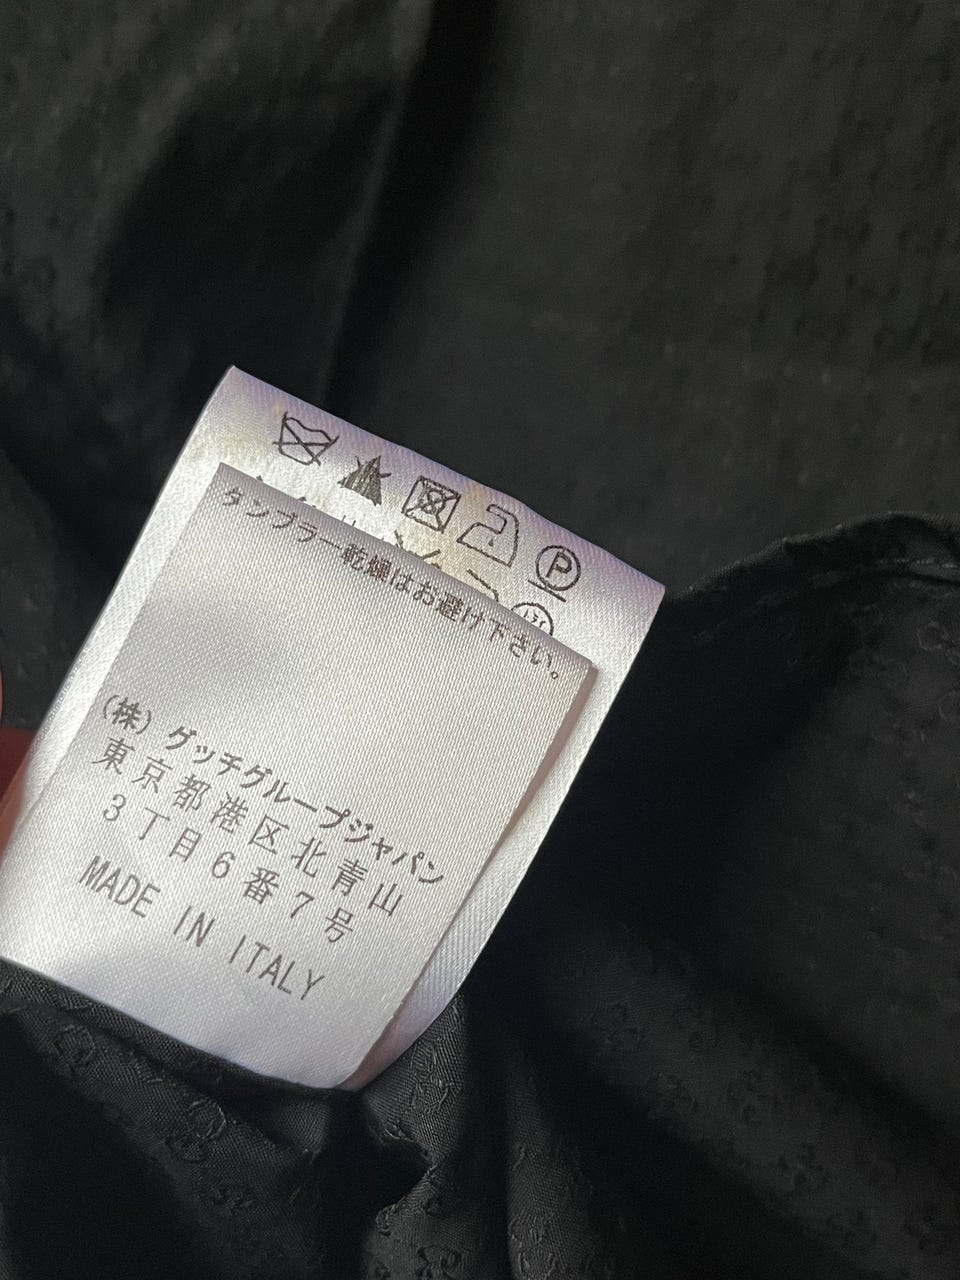 P
タンブラー乾燥はお避け下さい。
(株) グッチグループジャパン
東京都港区北青山
3丁目6番7号
MADE IN ITALY